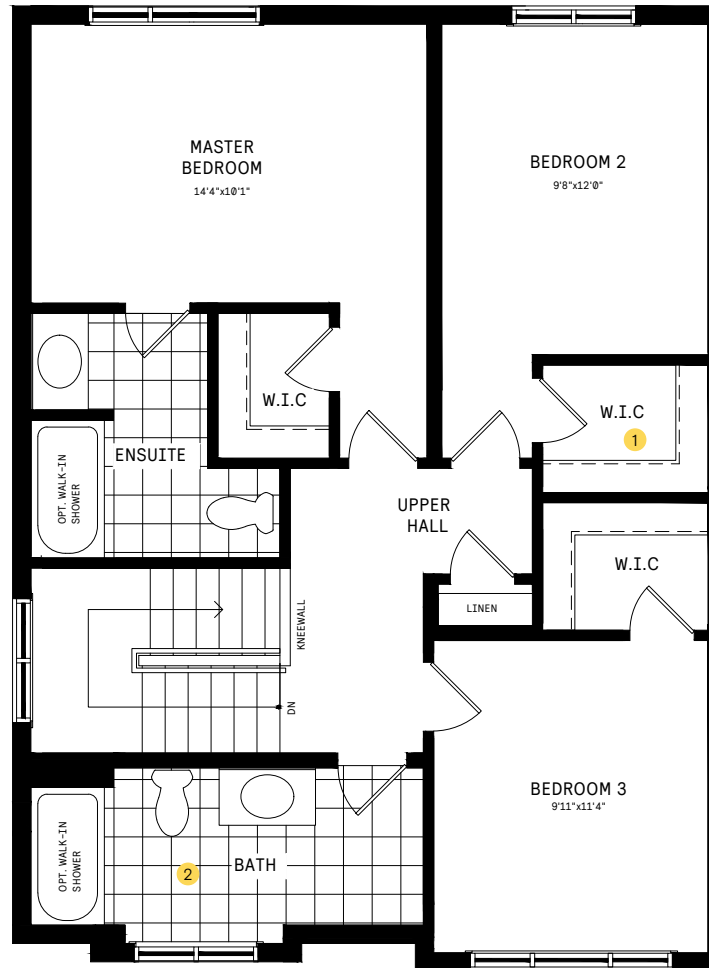 MASTER
BEDROOM
14'4"x10'1"
BEDROOM 2
9'8"x12'0"
W.I.C
W.I.C
1
ENSUITE
OPT. WALK-IN
SHOWER
UPPER
HALL
W.I.C
LINEN
KNEEWALL
DN
BEDROOM 3
9'11"x11'4"
OPT. WALK-IN
SHOWER
2
BATH